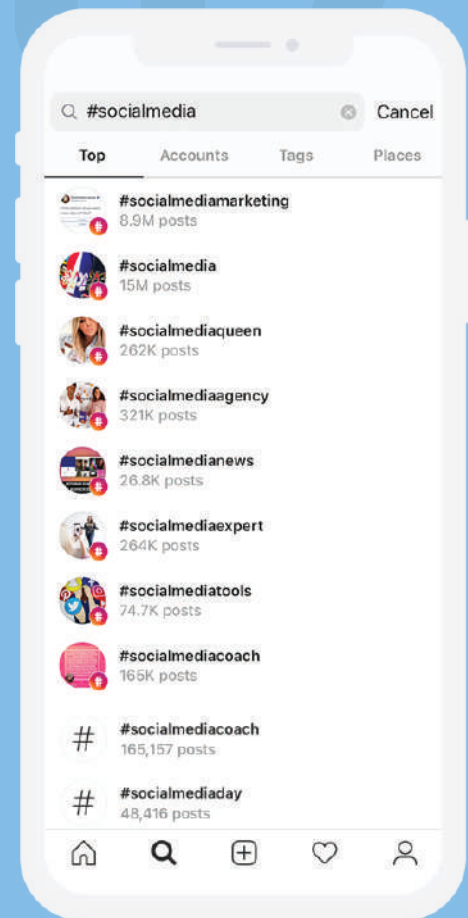 #socialmedia
Cancel
Top Accounts Tags Places
#socialmediamarketing
8.9M posts
#socialmedia
15M posts
#socialmediaqueen
262K posts
#socialmediaagency
321K posts
#socialmedianews
26.8K posts
#socialmediaexpert
264K posts
#socialmediatools
74.7K posts
#socialmediacoach
165K posts
#socialmediacoach
165,157 posts
#socialmediaday
48,416 posts